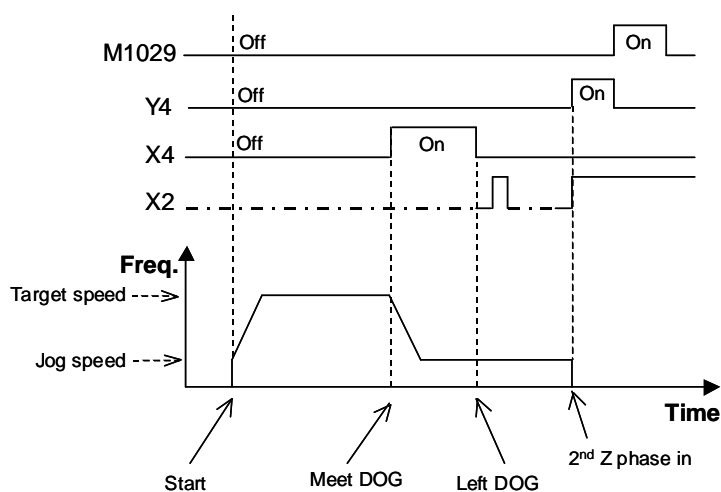 M1029 Off On
Y4 Off On
X4 Off On
X2
Freq.
Target speed
Jog speed
Time
Start
Meet DOG
Left DOG
2nd Z phase in